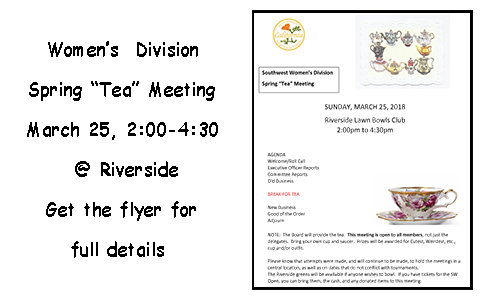 Women's Division
Spring “Tea” Meeting
March 25, 2:00-4:30
@ Riverside
Get the flyer for
full details
Southwest Women's Division
Spring "Tea" Meeting
SUNDAY, MARCH 25, 2018
Riverside Lawn Bowls Club
2:00pm to 4:30pm
AGENDA
Welcome/Roll Call
Executive Officer Reports
Committee Reports
Old Business
BREAK FOR TEA
New Business
Good of the Order
Adjourn
NOTE: The Board will provide the tea. This meeting is open to all members, not just the
delegates. bring your own cup and saucer. Prizes will be awarded for Cutest, Weirdest, etc.,
cup and/or outfit.
Please know that attempts were made, and will continue to be made, to hold the meetings in a
central location, as well as on dates that do not conflict with tournaments.
The Riverside greens will be available if anyone wishes to bowl. If you have tickets for the SW
Open, you can bring them, the cash, and any donated items to this meeting.